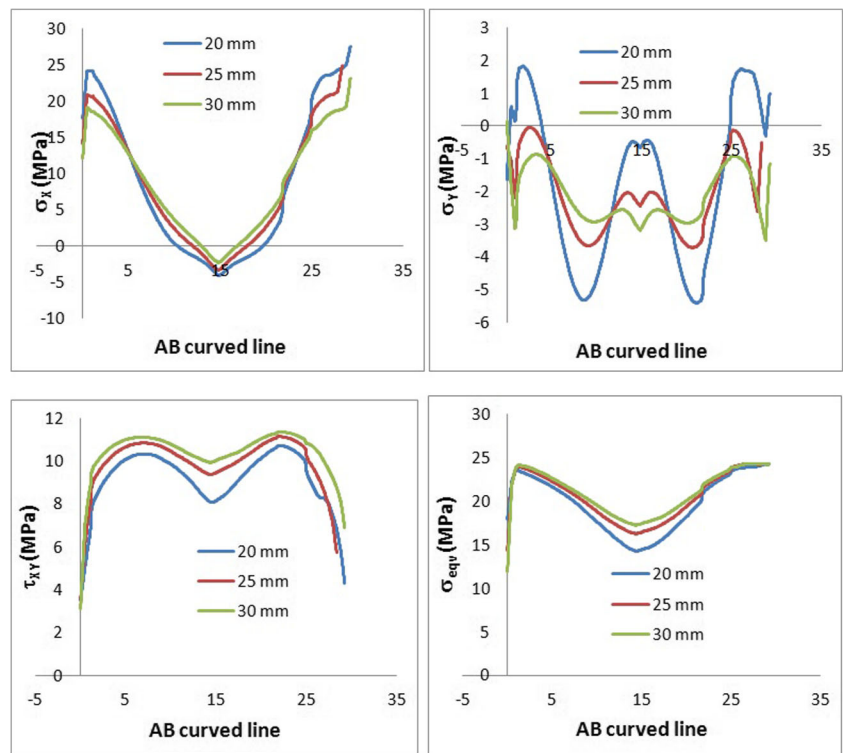 30
25
20
15
10
5
0
-5
-10
σX (MPa)
-5 5 15 25 35
20 mm
25 mm
30 mm
AB curved line
3
2
1
0
-1
-2
-3
-4
-5
-6
σY (MPa)
-5 5 15 25 35
20 mm
25 mm
30 mm
AB curved line
12
10
8
6
4
2
0
τXY (MPa)
-5 5 15 25 35
20 mm
25 mm
30 mm
AB curved line
30
25
20
15
10
5
0
σeqv (MPa)
-5 5 15 25 35
20 mm
25 mm
30 mm
AB curved line